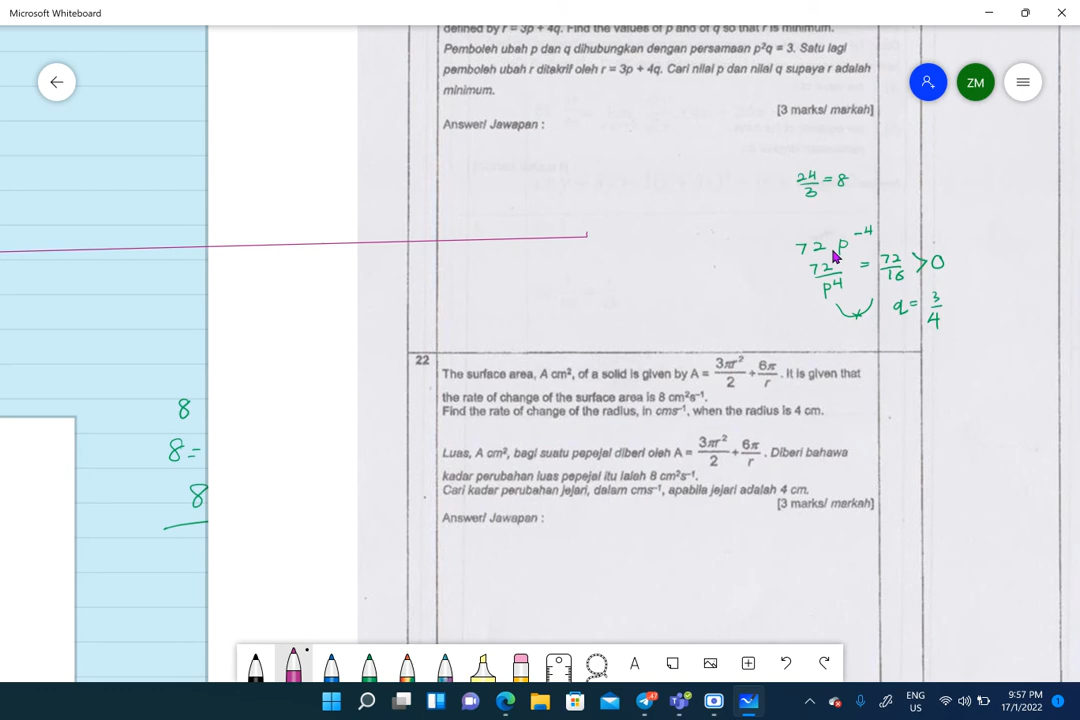 Microsoft Whiteboard
defined by r = 3p + 4q. Find the values of p and of q so that r is minimum.
Pemboleh ubah p dan q dihubungkan dengan persamaan p²q = 3. Satu lagi
pemboleh ubah r ditakrif oleh r = 3p + 4q. Cari nilai p dan nilai q supaya r adalah
minimum.
[3 marks/ markah]
Answer/ Jawapan :
24/3 = 8
72 p⁻⁴
72/p⁴ = 72/16 > 0
q = 3/4
22
The surface area, A cm², of a solid is given by A = 3πr²/2 + 6π/r. It is given that
the rate of change of the surface area is 8 cm²s⁻¹.
Find the rate of change of the radius, in cms⁻¹, when the radius is 4 cm.
Luas, A cm², bagi suatu pepejal diberi oleh A = 3πr²/2 + 6π/r. Diberi bahawa
kadar perubahan luas pepejal itu ialah 8 cm²s⁻¹.
Cari kadar perubahan jejari, dalam cms⁻¹, apabila jejari adalah 4 cm.
[3 marks/ markah]
Answer/ Jawapan :
8
8 =
8
ZM
A
47
ENG
US
9:57 PM
17/1/2022
1